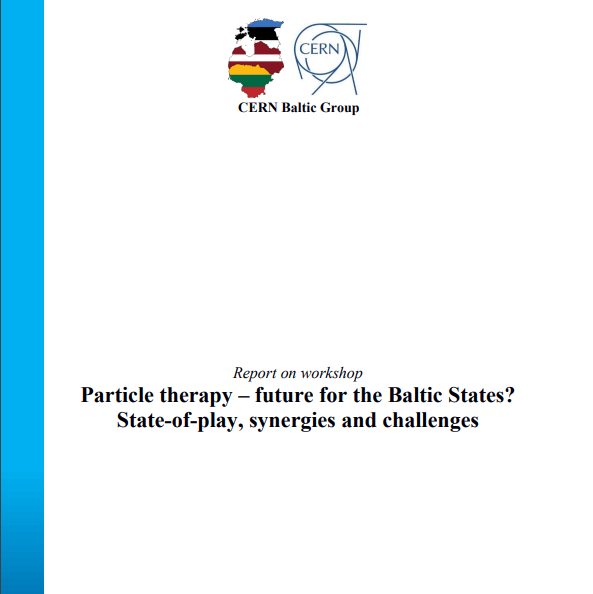 CERN
CERN Baltic Group
Report on workshop
Particle therapy – future for the Baltic States?
State-of-play, synergies and challenges